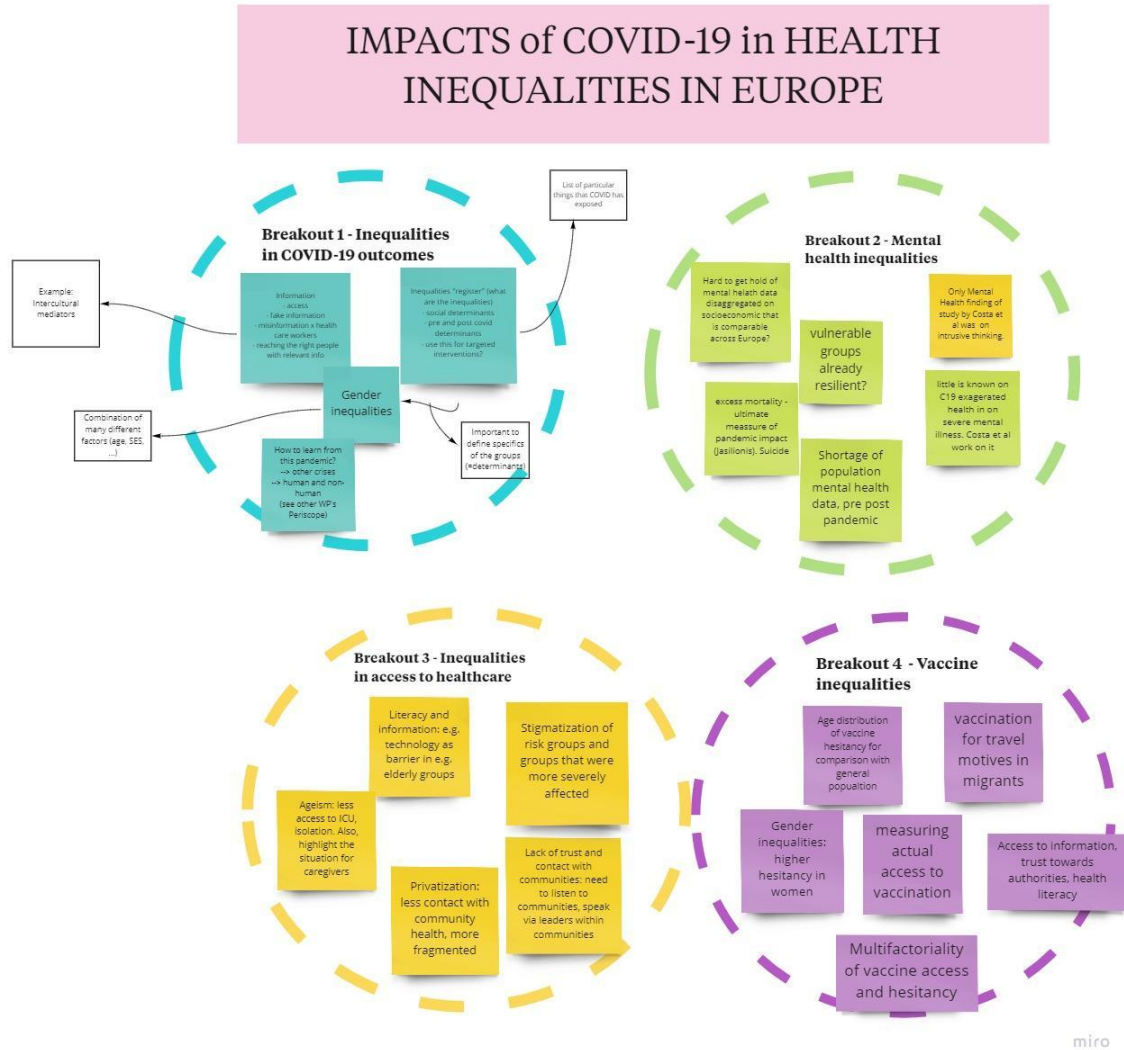 IMPACTS of COVID-19 in HEALTH
INEQUALITIES IN EUROPE
Breakout 1 - Inequalities
in COVID-19 outcomes
List of particular
things that COVID has
exposed
Example:
Intercultural
mediators
Information
- access
- fake information
- misinformation x health
care workers
- reaching the right people
with relevant info
Inequalities "register" (what
are the inequalities)
- social determinants
- pre and post covid
determinants
- use this for targeted
interventions?
Gender
inequalities
Combination of
many different
factors (age, SES,
...)
Important to
define specifics
of the groups
(=determinants)
How to learn from
this pandemic?
--> other crises
--> human and non-
human
(see other WP's
Periscope)
Breakout 2 - Mental
health inequalities
Hard to get hold of
mental helath data
disaggregated on
socioeconomic that
is comparable
across Europe?
vulnerable
groups
already
resilient?
Only Mental
Health finding of
study by Costa et
al was on
intrusive thinking.
excess mortality -
ultimate
meassure of
pandemic impact
(Jasilionis). Suicide
little is known on
C19 exagerated
health in on
severe mental
illness. Costa et al
work on it
Shortage of
population
mental health
data, pre post
pandemic
Breakout 3 - Inequalities
in access to healthcare
Literacy and
information: e.g.
technology as
barrier in e.g.
elderly groups
Stigmatization of
risk groups and
groups that were
more severely
affected
Ageism: less
access to ICU,
isolation. Also,
highlight the
situation for
caregivers
Privatization:
less contact with
community
health, more
fragmented
Lack of trust and
contact with
communities: need
to listen to
communities, speak
via leaders within
communities
Breakout 4 - Vaccine
inequalities
Age distribution
of vaccine
hesitancy for
comparison with
general
popualtion
vaccination
for travel
motives in
migrants
Gender
inequalities:
higher
hesitancy in
women
measuring
actual
access to
vaccination
Access to information,
trust towards
authorities, health
literacy
Multifactoriality
of vaccine access
and hesitancy
miro